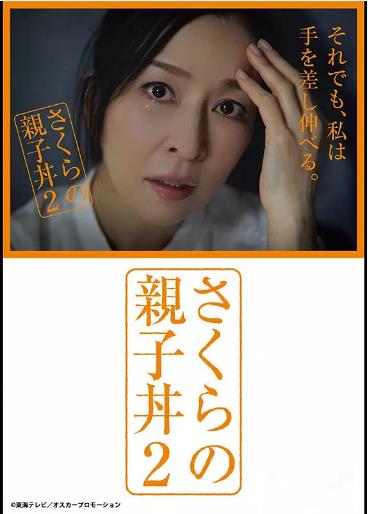 それでも、私は
手を差し伸べる。
さくらの
親子丼2
さくらの
親子丼2
©東海テレビ／オスカープロモーション